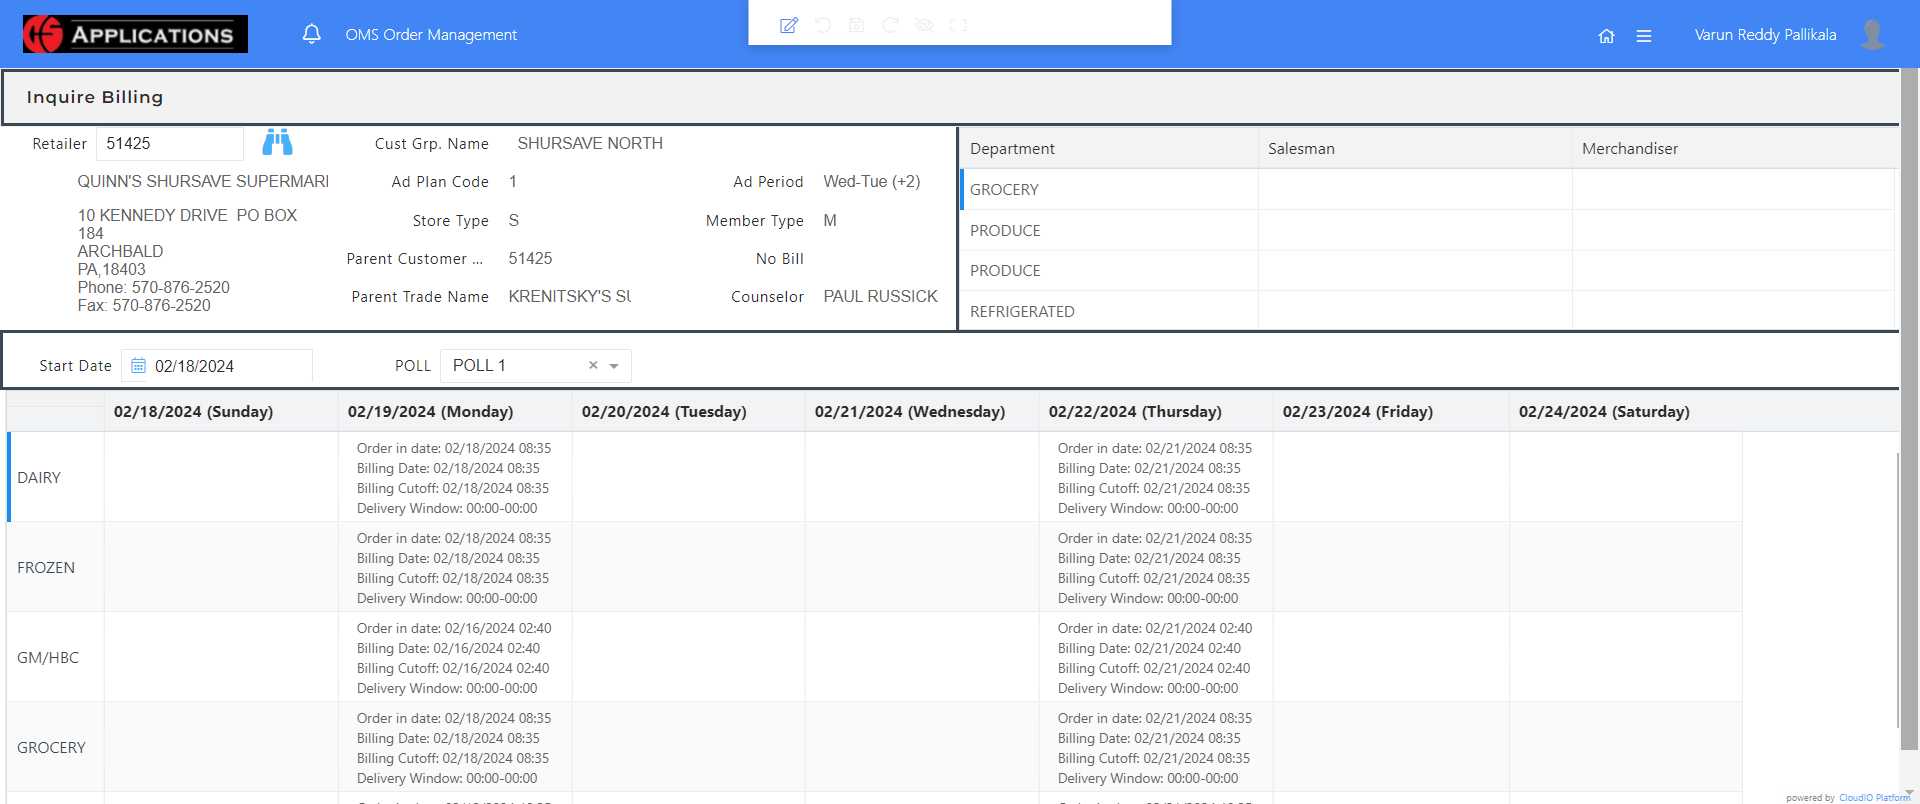 APPLICATIONS
OMS Order Management
Varun Reddy Pallikala
Inquire Billing
Retailer 51425
Cust Grp. Name SHURSAVE NORTH
QUINN'S SHURSAVE SUPERMARI
Ad Plan Code 1
Ad Period Wed-Tue (+2)
10 KENNEDY DRIVE PO BOX
184
ARCHBALD
PA,18403
Phone: 570-876-2520
Fax: 570-876-2520
Store Type S
Member Type M
Parent Customer ... 51425
No Bill
Parent Trade Name KRENITSKY'S SU
Counselor PAUL RUSSICK
Department Salesman Merchandiser
GROCERY
PRODUCE
PRODUCE
REFRIGERATED
Start Date 02/18/2024
POLL POLL 1
02/18/2024 (Sunday) 02/19/2024 (Monday) 02/20/2024 (Tuesday) 02/21/2024 (Wednesday) 02/22/2024 (Thursday) 02/23/2024 (Friday) 02/24/2024 (Saturday)
DAIRY
Order in date: 02/18/2024 08:35
Billing Date: 02/18/2024 08:35
Billing Cutoff: 02/18/2024 08:35
Delivery Window: 00:00-00:00
Order in date: 02/21/2024 08:35
Billing Date: 02/21/2024 08:35
Billing Cutoff: 02/21/2024 08:35
Delivery Window: 00:00-00:00
FROZEN
Order in date: 02/18/2024 08:35
Billing Date: 02/18/2024 08:35
Billing Cutoff: 02/18/2024 08:35
Delivery Window: 00:00-00:00
Order in date: 02/21/2024 08:35
Billing Date: 02/21/2024 08:35
Billing Cutoff: 02/21/2024 08:35
Delivery Window: 00:00-00:00
GM/HBC
Order in date: 02/16/2024 02:40
Billing Date: 02/16/2024 02:40
Billing Cutoff: 02/16/2024 02:40
Delivery Window: 00:00-00:00
Order in date: 02/21/2024 02:40
Billing Date: 02/21/2024 02:40
Billing Cutoff: 02/21/2024 02:40
Delivery Window: 00:00-00:00
GROCERY
Order in date: 02/18/2024 08:35
Billing Date: 02/18/2024 08:35
Billing Cutoff: 02/18/2024 08:35
Delivery Window: 00:00-00:00
Order in date: 02/21/2024 08:35
Billing Date: 02/21/2024 08:35
Billing Cutoff: 02/21/2024 08:35
Delivery Window: 00:00-00:00
powered by CloudIO Platform